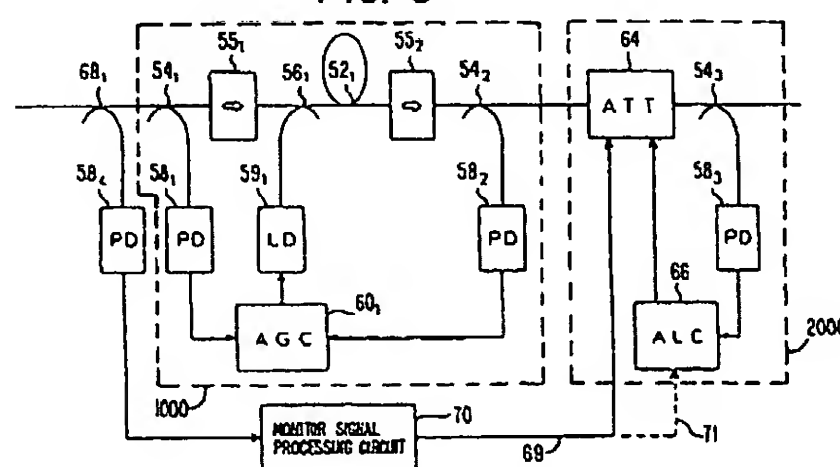 68₁
54₁
55₁
56₁
52₁
55₂
54₂
64
54₃
⇨
⇨
ATT
58₁
59₁
58₂
58₃
PD
PD
LD
PD
PD
60₁
66
AGC
ALC
2000
1000
70
MONITOR SIGNAL
PROCESSING CIRCUIT
69
71